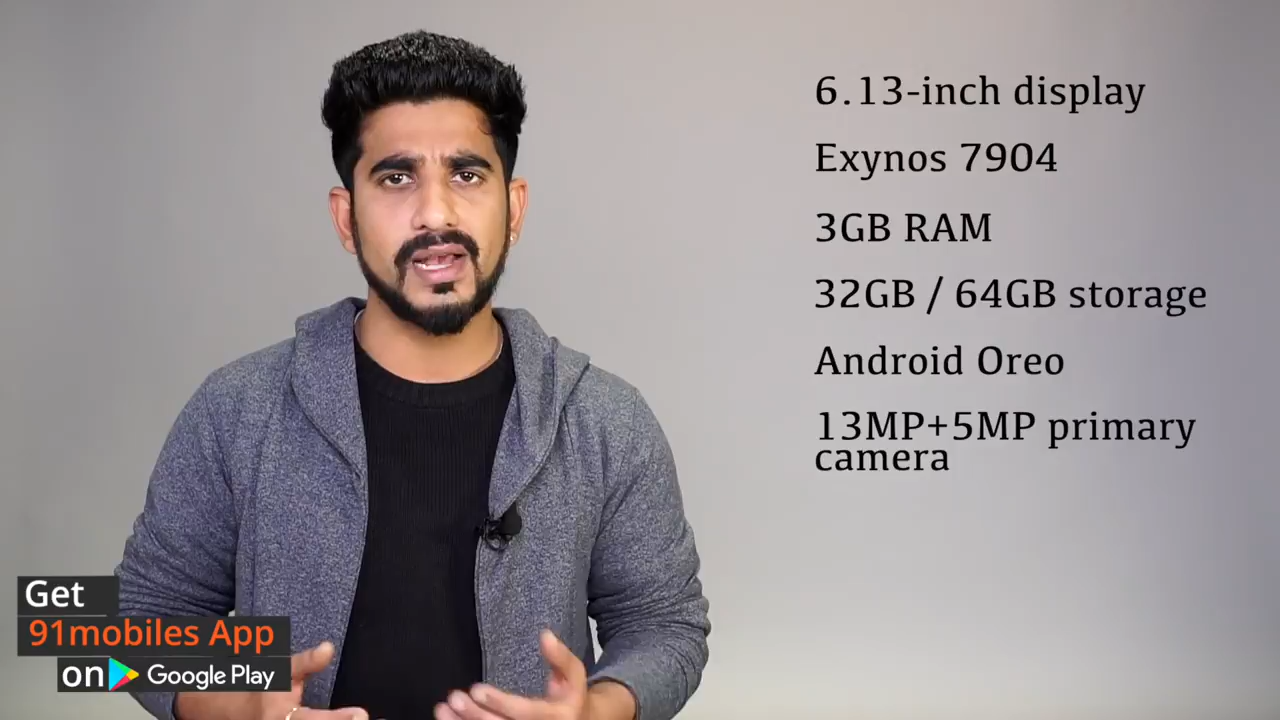 6.13-inch display
Exynos 7904
3GB RAM
32GB / 64GB storage
Android Oreo
13MP+5MP primary
camera
Get
91mobiles App
on Google Play